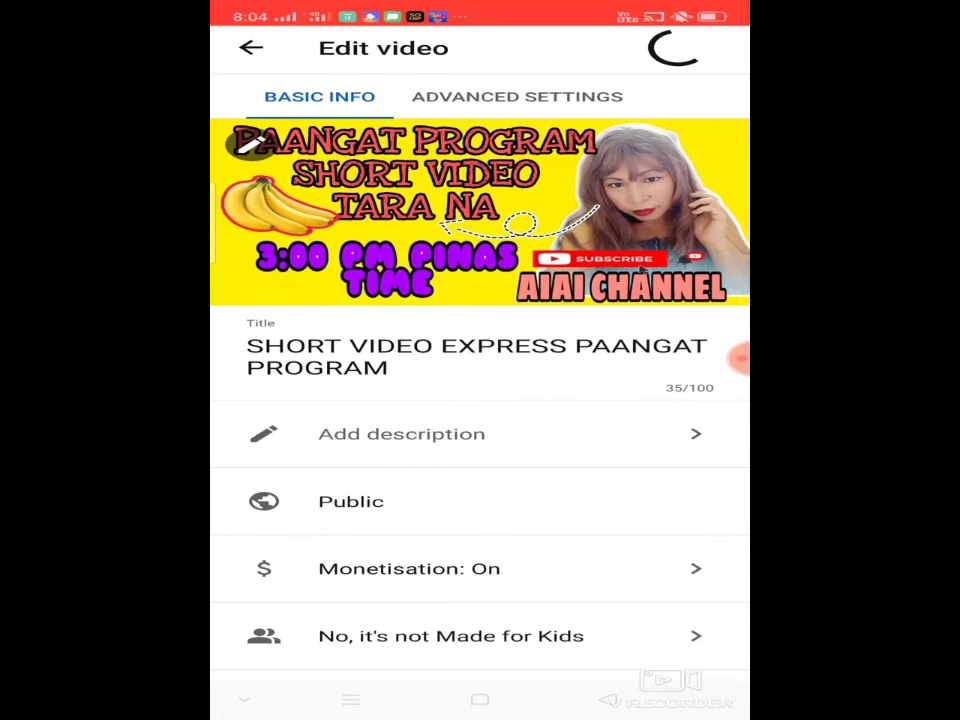 8:04
Edit video
BASIC INFO ADVANCED SETTINGS
PAANGAT PROGRAM
SHORT VIDEO
TARA NA
3:00 PM PINAS
TIME
SUBSCRIBE
AIAI CHANNEL
Title
SHORT VIDEO EXPRESS PAANGAT
PROGRAM
35/100
Add description
Public
Monetisation: On
No, it's not Made for Kids
RECORDER